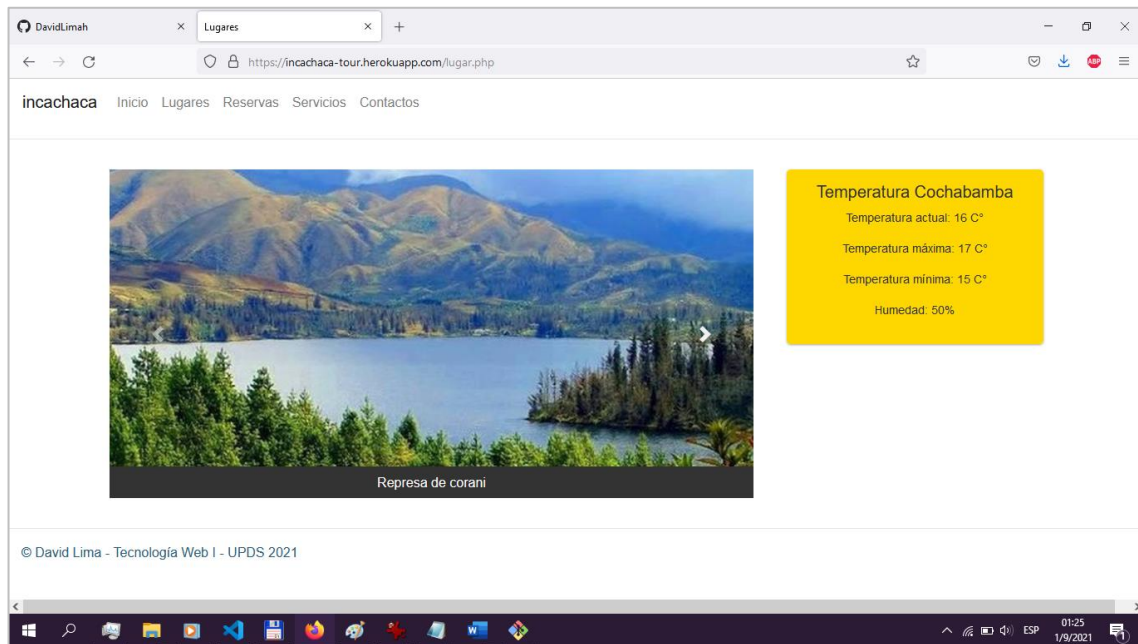 DavidLimah
Lugares
https://incachaca-tour.herokuapp.com/lugar.php
ABP
incachaca Inicio Lugares Reservas Servicios Contactos
Temperatura Cochabamba
Temperatura actual: 16 C°
Temperatura máxima: 17 C°
Temperatura mínima: 15 C°
Humedad: 50%
Represa de corani
© David Lima - Tecnología Web I - UPDS 2021
ESP
01:25
1/9/2021